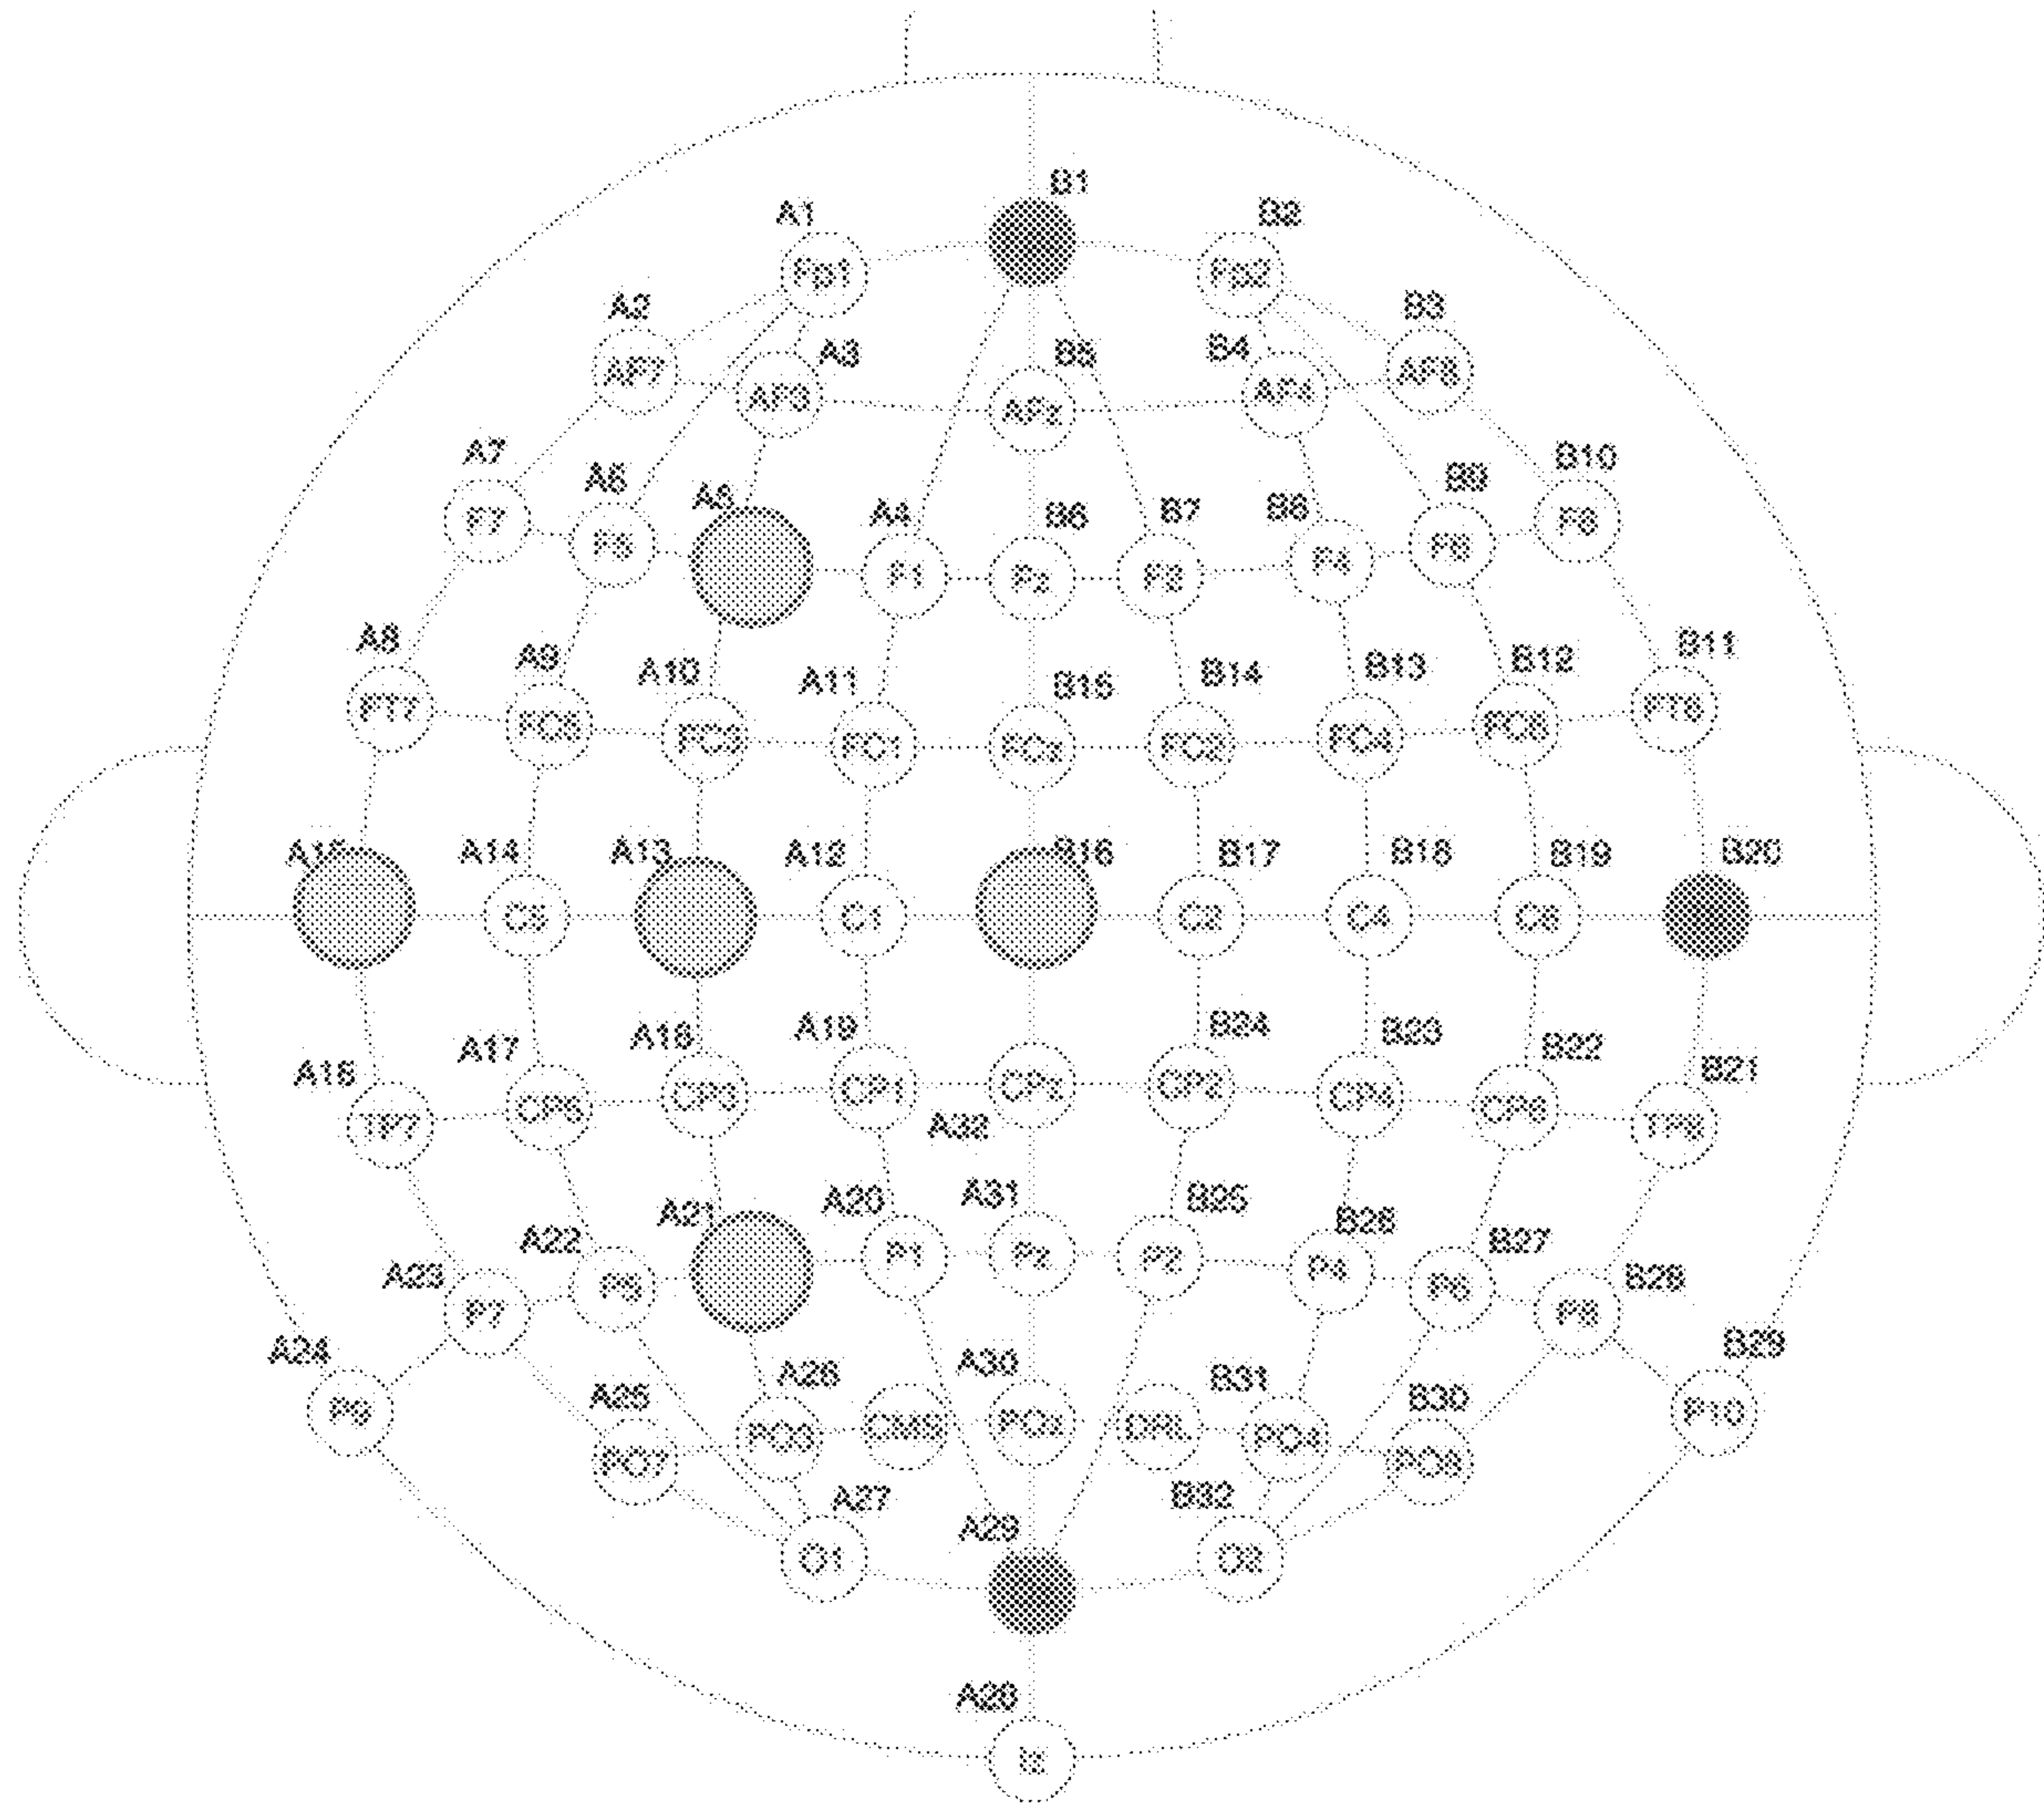 B1
A1 B2
Fp1 Fp2
A2 B3
A3 B5 B4
AF7 AF3 AFz AF4 AF8
A7 A6 A5 A4 B6 B7 B8 B9 B10
F7 F5 F1 Fz F2 F4 F6 F8
A8 A9 A10 A11 B15 B14 B13 B12 B11
FT7 FC5 FC3 FC1 FCz FC2 FC4 FC6 FT8
A14 A13 A12 B16 B17 B18 B19 B20
C5 C1 C2 C4 C6
A16 A17 A18 A19 B24 B23 B22 B21
TP7 CP5 CP3 CP1 CPz CP2 CP4 CP6 TP8
A32
A23 A22 A21 A20 A31 B25 B26 B27 B28
P7 P5 P1 Pz P2 P4 P6 P8
A24 B29
P9 P10
A25 A26 A30 B31 B30
PO7 PO3 CMS POz DRL PO4 PO8
A27 A29 B32
O1 O2
A28
Iz